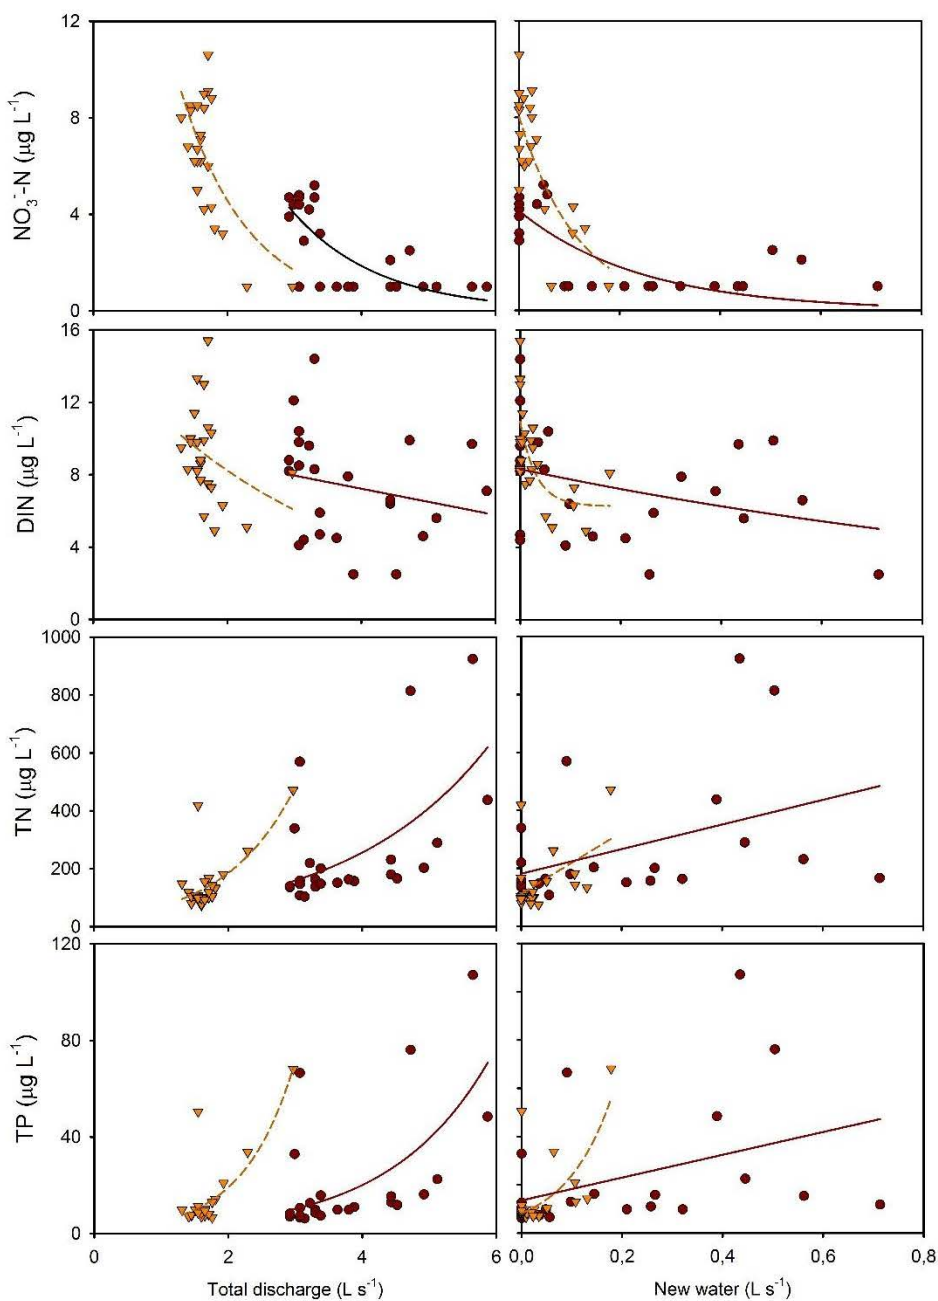 NO₃⁻-N (µg L⁻¹)
12
8
4
0
DIN (µg L⁻¹)
16
12
8
4
0
TN (µg L⁻¹)
1000
800
600
400
200
0
TP (µg L⁻¹)
120
80
40
0
0 2 4 6
0,0 0,2 0,4 0,6 0,8
Total discharge (L s⁻¹)
New water (L s⁻¹)